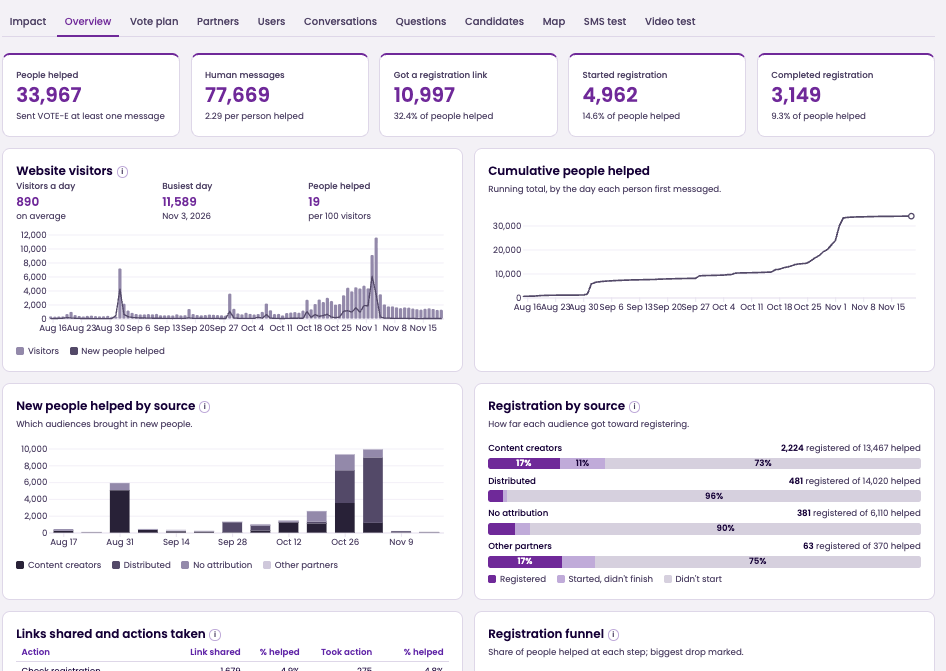 Impact Overview Vote plan Partners Users Conversations Questions Candidates Map SMS test Video test
People helped
33,967
Sent VOTE-E at least one message
Human messages
77,669
2.29 per person helped
Got a registration link
10,997
32.4% of people helped
Started registration
4,962
14.6% of people helped
Completed registration
3,149
9.3% of people helped
Website visitors i
Visitors a day
890
on average
Busiest day
11,589
Nov 3, 2026
People helped
19
per 100 visitors
12,000
10,000
8,000
6,000
4,000
2,000
0
Aug 16 Aug 23 Aug 30 Sep 6 Sep 13 Sep 20 Sep 27 Oct 4 Oct 11 Oct 18 Oct 25 Nov 1 Nov 8 Nov 15
Visitors New people helped
Cumulative people helped
Running total, by the day each person first messaged.
30,000
20,000
10,000
0
Aug 16 Aug 23 Aug 30 Sep 6 Sep 13 Sep 20 Sep 27 Oct 4 Oct 11 Oct 18 Oct 25 Nov 1 Nov 8 Nov 15
New people helped by source i
Which audiences brought in new people.
10,000
8,000
6,000
4,000
2,000
0
Aug 17 Aug 31 Sep 14 Sep 28 Oct 12 Oct 26 Nov 9
Content creators Distributed No attribution Other partners
Registration by source i
How far each audience got toward registering.
Content creators 2,224 registered of 13,467 helped
17% 11% 73%
Distributed 481 registered of 14,020 helped
96%
No attribution 381 registered of 6,110 helped
90%
Other partners 63 registered of 370 helped
17% 75%
Registered Started, didn't finish Didn't start
Links shared and actions taken i
Action Link shared % helped Took action % helped
Check registration 1,679 4.9% 275 4.8%
Registration funnel i
Share of people helped at each step; biggest drop marked.